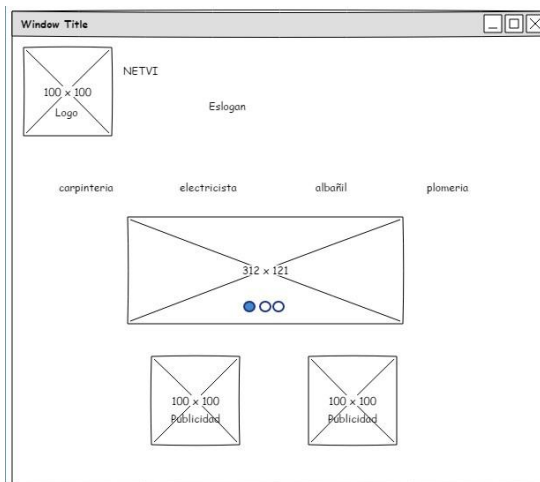 Window Title
NETVI
100 x 100
Logo
Eslogan
carpinteria electricista albañil plomeria
312 x 121
100 x 100 100 x 100
Publicidad Publicidad